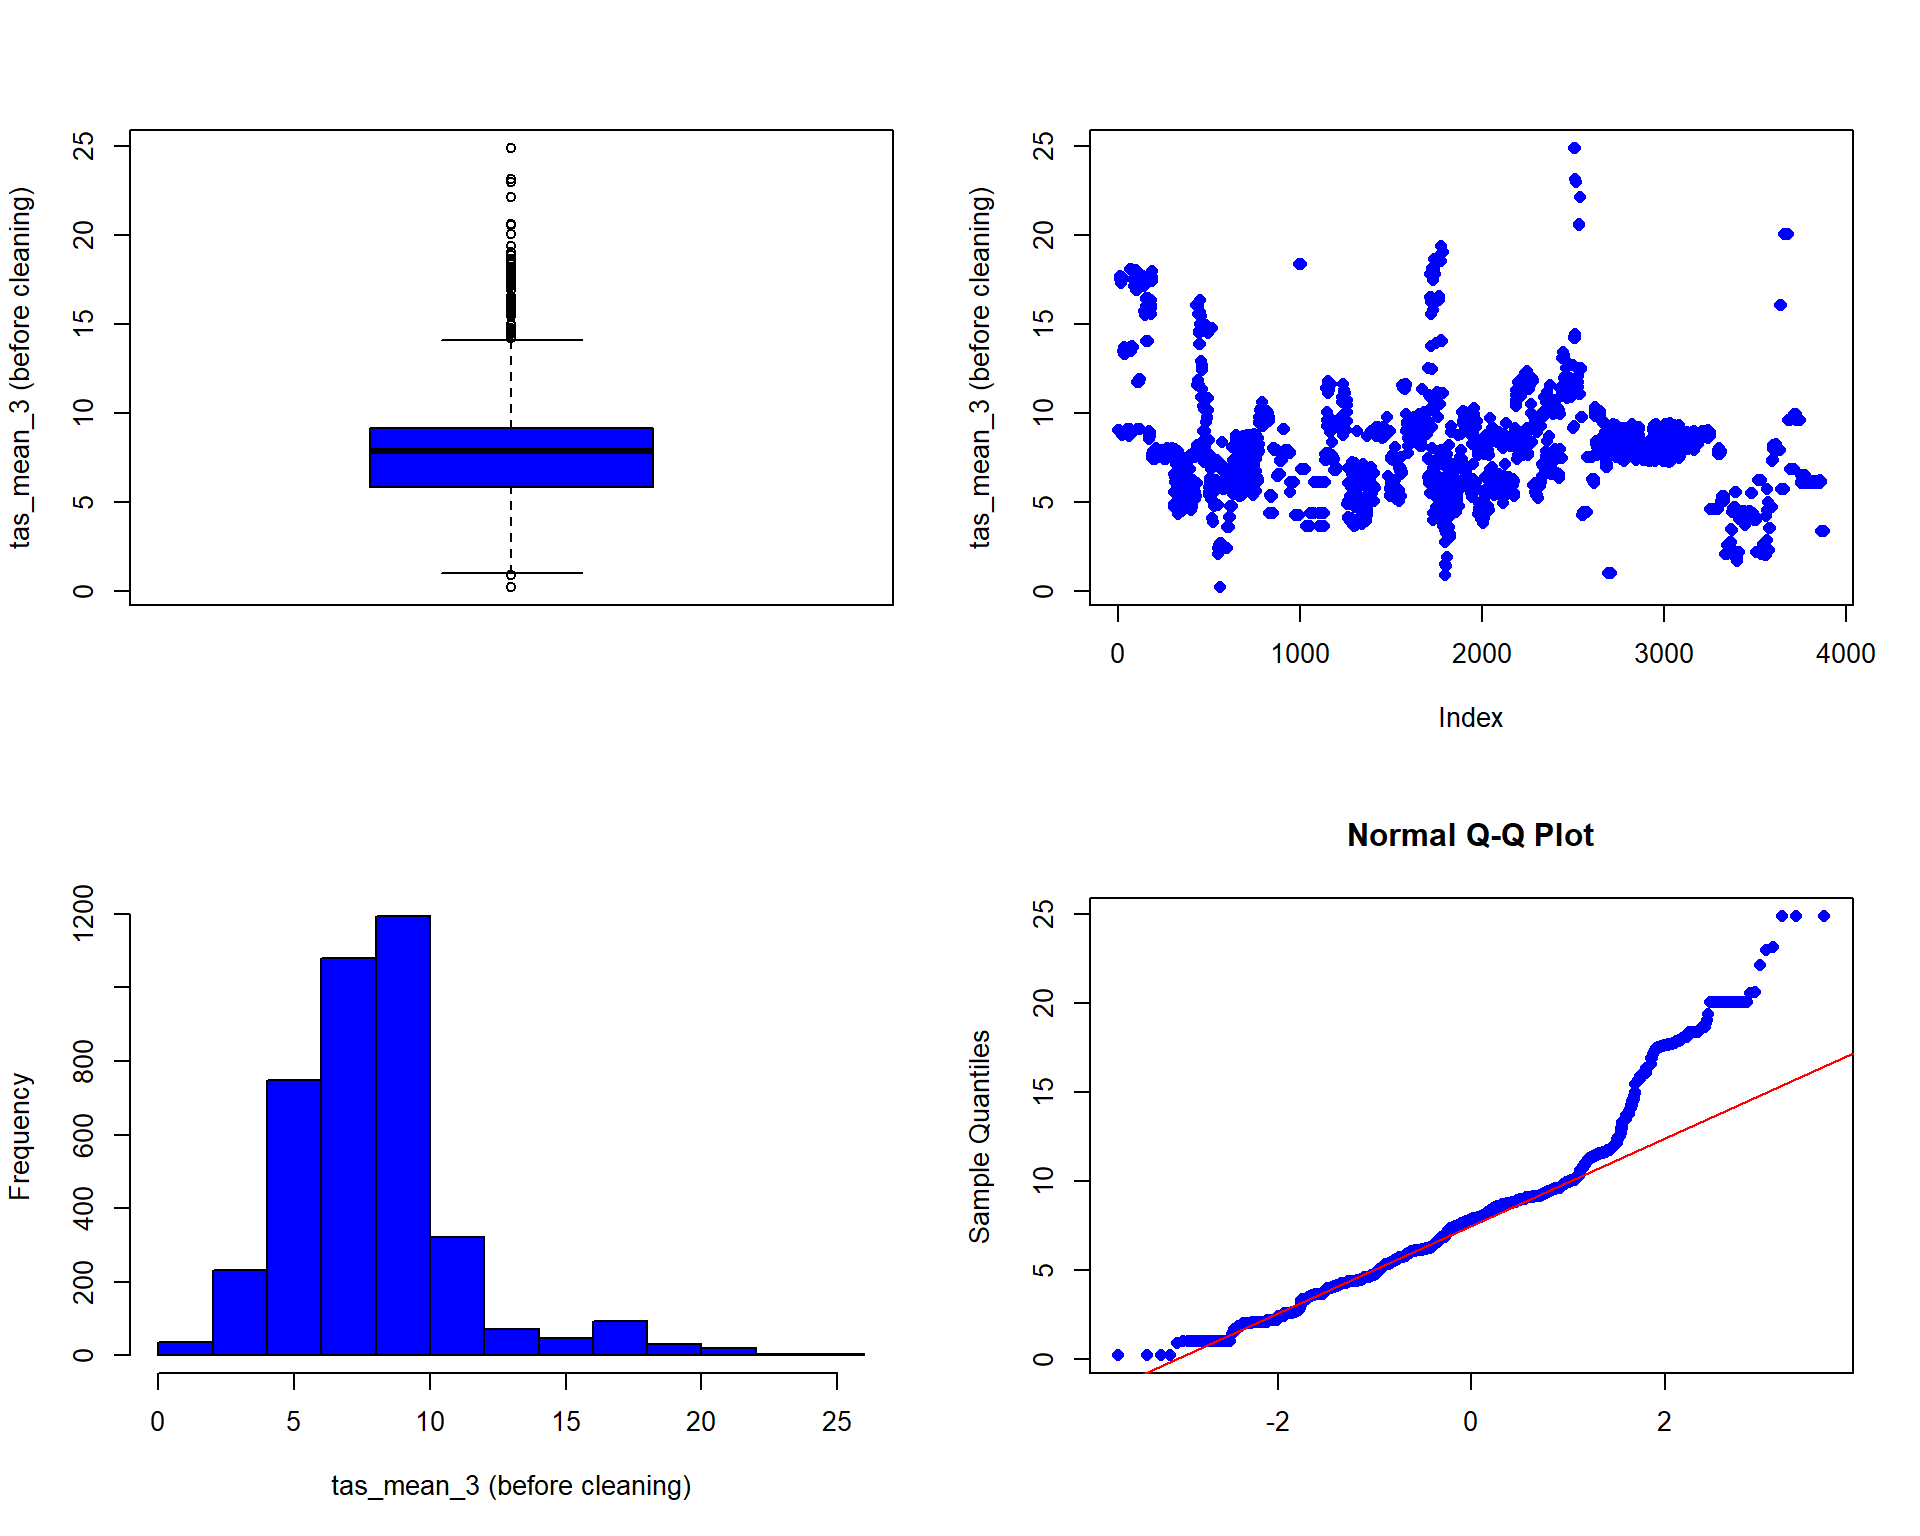 tas_mean_3 (before cleaning)
0 5 10 15 20 25
tas_mean_3 (before cleaning)
0 5 10 15 20 25
0 1000 2000 3000 4000
Index
Frequency
0 200 400 600 800 1200
0 5 10 15 20 25
tas_mean_3 (before cleaning)
Normal Q-Q Plot
Sample Quantiles
0 5 10 15 20 25
-2 0 2